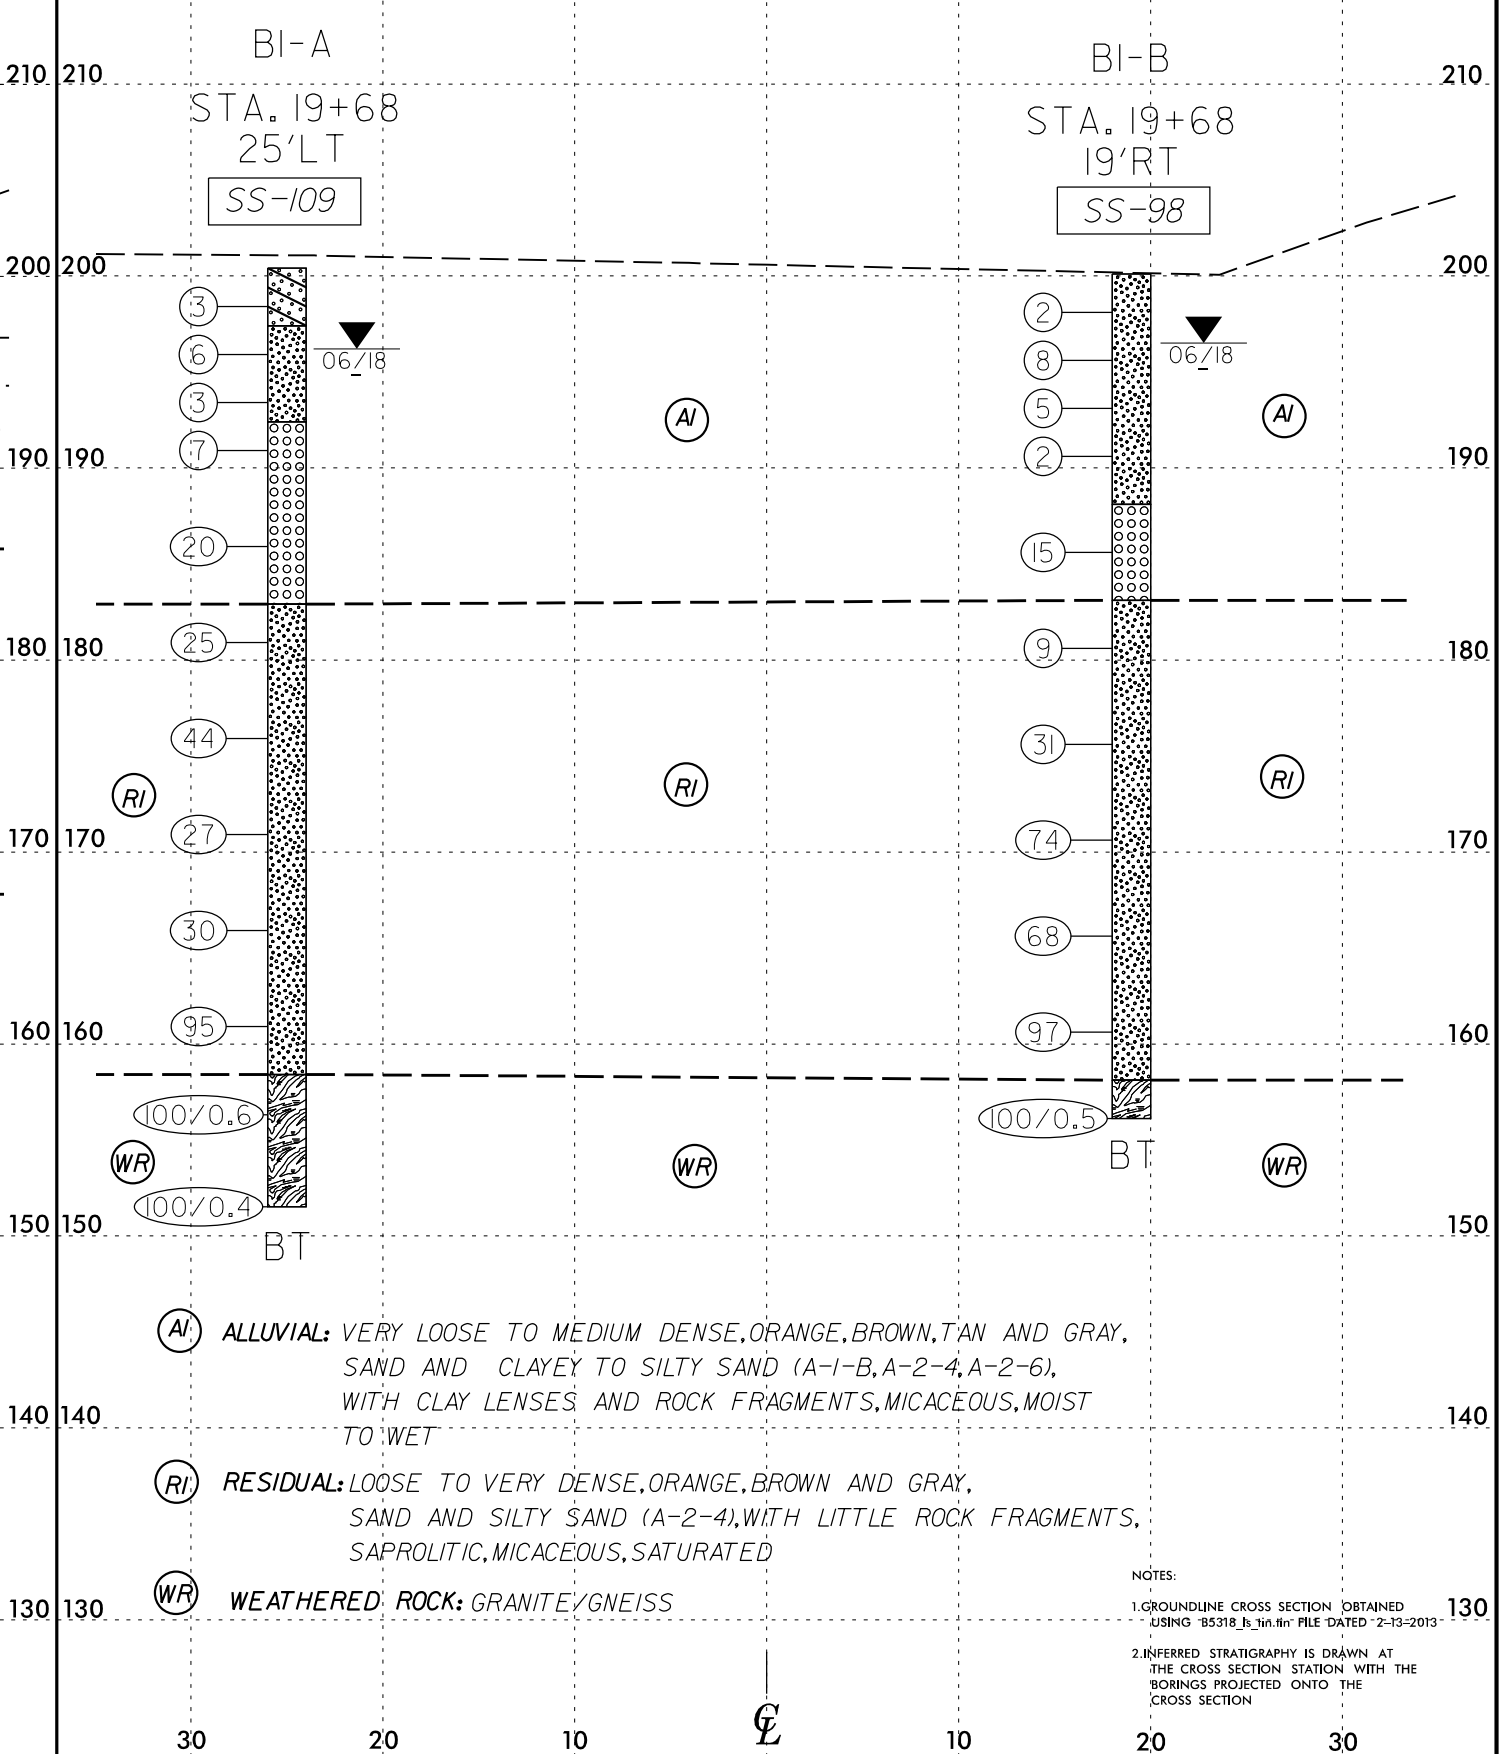 BI-A
STA. 19+68
25'LT
SS-109
BI-B
STA. 19+68
19'RT
SS-98
210 210 210
200 200 200
190 190 190
180 180 180
170 170 170
160 160 160
150 150 150
140 140 140
130 130 130
3
6
06/18
3
7
20
25
44
27
30
95
100/0.6
100/0.4
BT
2
8
06/18
5
2
15
9
31
74
68
97
100/0.5
BT
AI AI
RI RI RI
WR WR WR
AI ALLUVIAL: VERY LOOSE TO MEDIUM DENSE, ORANGE, BROWN, TAN AND GRAY,
SAND AND CLAYEY TO SILTY SAND (A-1-B, A-2-4, A-2-6),
WITH CLAY LENSES AND ROCK FRAGMENTS, MICACEOUS, MOIST
TO WET
RI RESIDUAL: LOOSE TO VERY DENSE, ORANGE, BROWN AND GRAY,
SAND AND SILTY SAND (A-2-4), WITH LITTLE ROCK FRAGMENTS,
SAPROLITIC, MICACEOUS, SATURATED
WR WEATHERED ROCK: GRANITE/GNEISS
NOTES:
1.GROUNDLINE CROSS SECTION OBTAINED
USING B5318_ls_tin.tin FILE DATED 2-13-2013
2.INFERRED STRATIGRAPHY IS DRAWN AT
THE CROSS SECTION STATION WITH THE
BORINGS PROJECTED ONTO THE
CROSS SECTION
30 20 10 CL 10 20 30